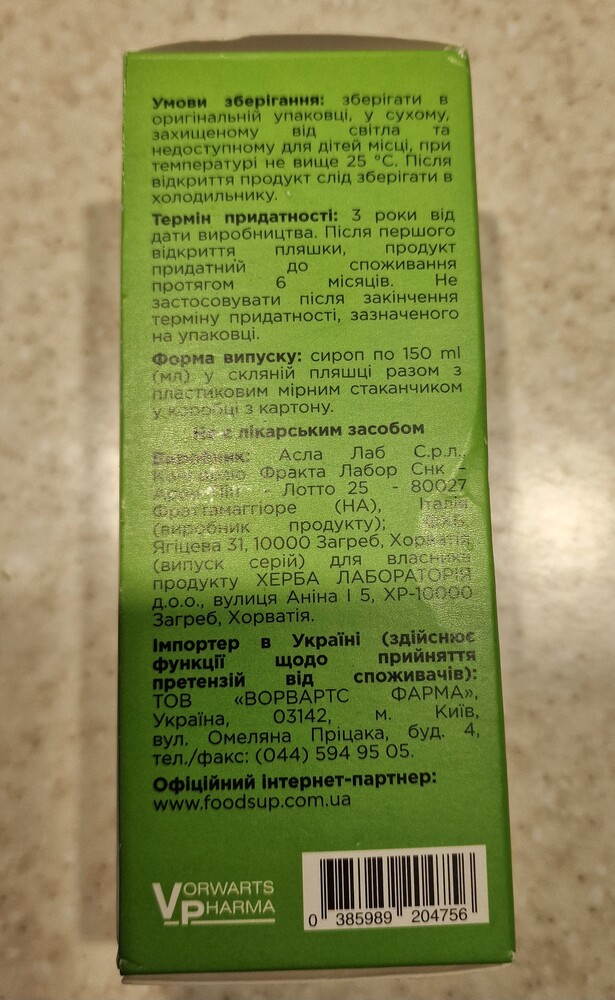 Умови зберігання: зберігати в
оригінальній упаковці, у сухому,
захищеному від світла та
недоступному для дітей місці, при
температурі не вище 25 °C. Після
відкриття продукт слід зберігати в
холодильнику.
Термін придатності: 3 роки від
дати виробництва. Після першого
відкриття пляшки, продукт
придатний до споживання
протягом 6 місяців. Не
застосовувати після закінчення
терміну придатності, зазначеного
на упаковці.
Форма випуску: сироп по 150 ml
(мл) у скляній пляшці разом з
пластиковим мірним стаканчиком
у коробці з картону.
Не є лікарським засобом
Виробник: Асла Лаб С.р.л.,
Фракта Лабор Снк –
- Лотто 25 - 80027
Фраттамаггіоре (НА), Італія
(виробник продукту);
Ягіцева 31, 10000 Загреб, Хорватія
(випуск серій) для власника
продукту ХЕРБА ЛАБОРАТОРІЯ
д.о.о., вулиця Аніна І 5, ХР-10000
Загреб, Хорватія.
Імпортер в Україні (здійснює
функції щодо прийняття
претензій від споживачів):
ТОВ «ВОРВАРТС ФАРМА»,
Україна, 03142, м. Київ,
вул. Омеляна Пріцака, буд. 4,
тел./факс: (044) 594 95 05.
Офіційний інтернет-партнер:
www.foodsup.com.ua
VORWARTS
PHARMA
0 385989 204756